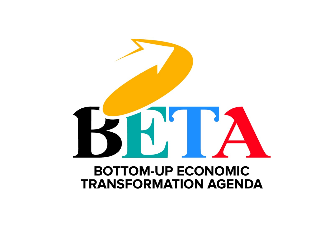 BETA
BOTTOM-UP ECONOMIC
TRANSFORMATION AGENDA